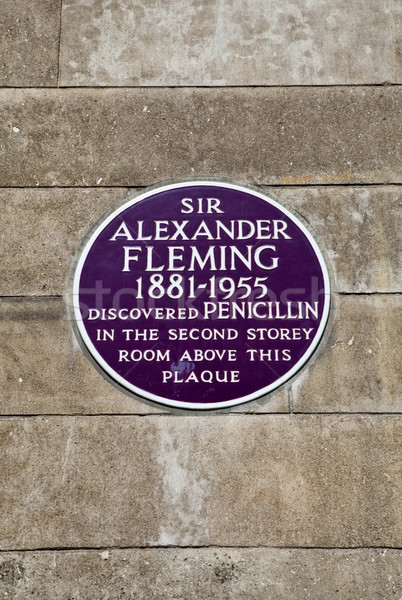 SIR
ALEXANDER
FLEMING
1881-1955
DISCOVERED PENICILLIN
IN THE SECOND STOREY
ROOM ABOVE THIS
PLAQUE